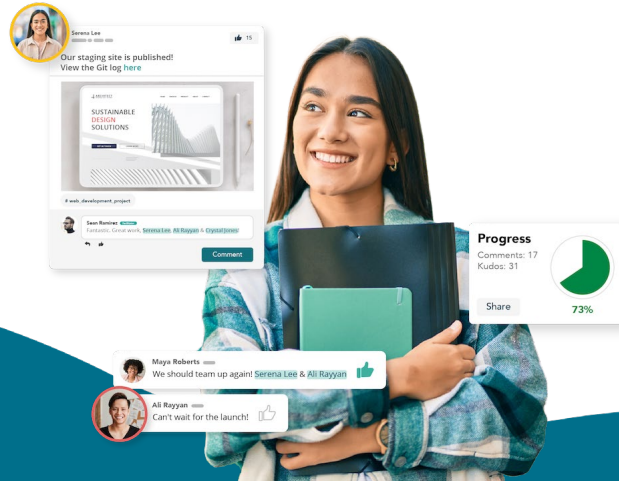 Serena Lee
15
Our staging site is published!
View the Git log here
SUSTAINABLE
DESIGN
SOLUTIONS
# web_development_project
Sean Ramirez
Fantastic. Great work, Serena Lee, Ali Rayyan & Crystal Jones!
Comment
Progress
Comments: 17
Kudos: 31
Share
73%
Maya Roberts
We should team up again! Serena Lee & Ali Rayyan
Ali Rayyan
Can't wait for the launch!